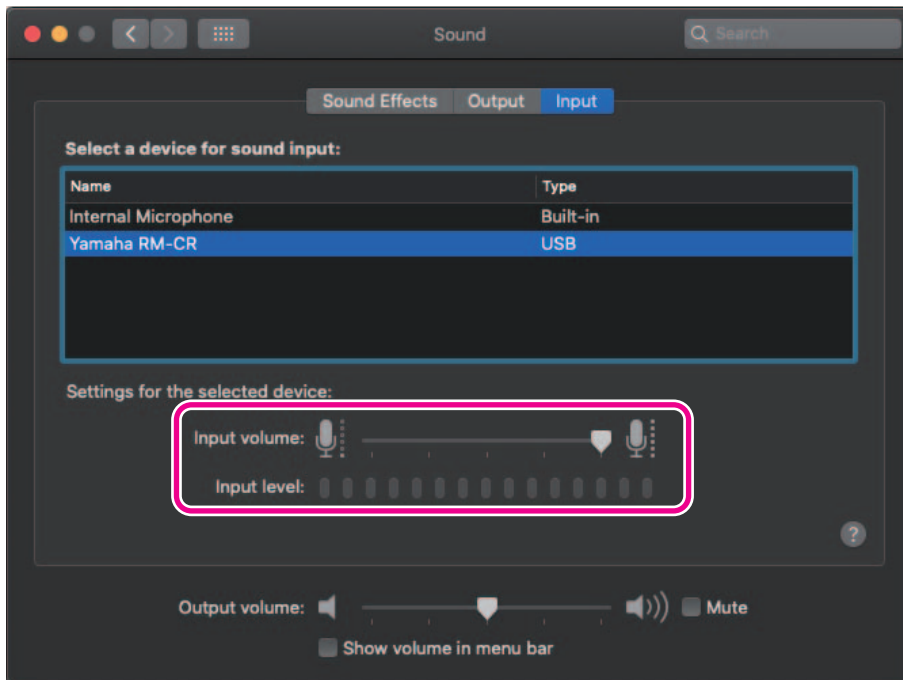 Sound
Search
Sound Effects Output Input
Select a device for sound input:
Name Type
Internal Microphone Built-in
Yamaha RM-CR USB
Settings for the selected device:
Input volume:
Input level:
?
Output volume: Mute
Show volume in menu bar